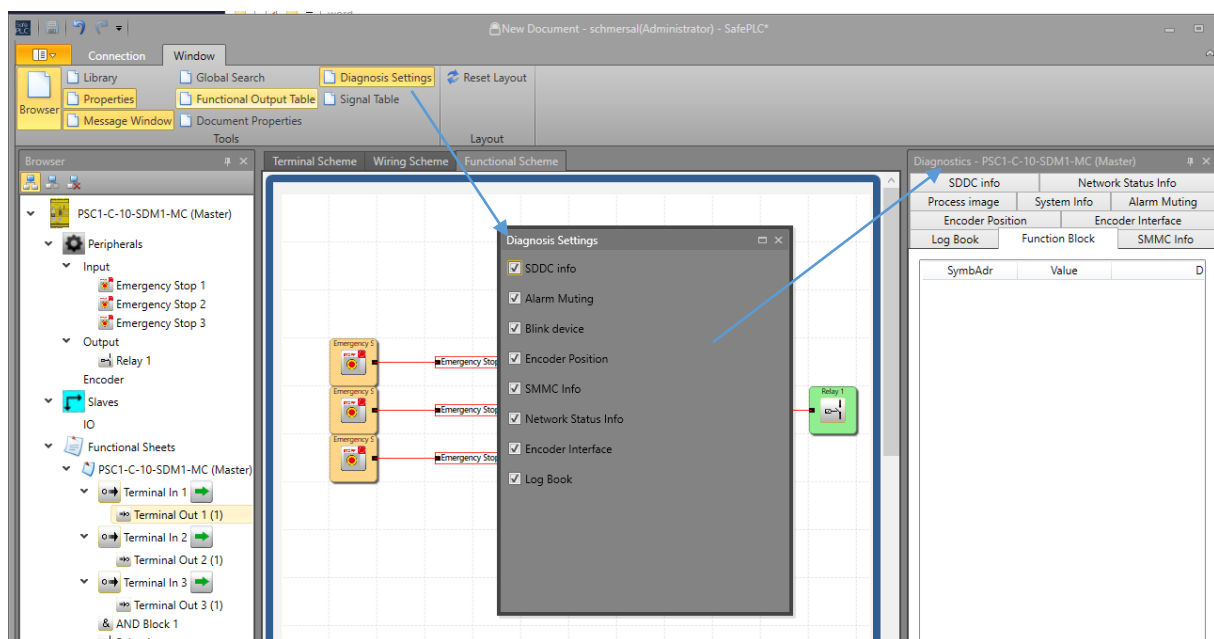 New Document - schmersal(Administrator) - SafePLC²
Connection Window
Browser
Library
Properties
Message Window
Global Search
Functional Output Table
Document Properties
Diagnosis Settings
Signal Table
Tools
Reset Layout
Layout
Browser
PSC1-C-10-SDM1-MC (Master)
Peripherals
Input
Emergency Stop 1
Emergency Stop 2
Emergency Stop 3
Output
Relay 1
Encoder
Slaves
IO
Functional Sheets
PSC1-C-10-SDM1-MC (Master)
Terminal In 1
Terminal Out 1 (1)
Terminal In 2
Terminal Out 2 (1)
Terminal In 3
Terminal Out 3 (1)
& AND Block 1
Terminal Scheme Wiring Scheme Functional Scheme
Emergency S
Emergency Stop
Emergency S
Emergency Stop
Emergency S
Emergency Stop
Relay 1
Diagnosis Settings
SDDC info
Alarm Muting
Blink device
Encoder Position
SMMC Info
Network Status Info
Encoder Interface
Log Book
Diagnostics - PSC1-C-10-SDM1-MC (Master)
SDDC info Network Status Info
Process image System Info Alarm Muting
Encoder Position Encoder Interface
Log Book Function Block SMMC Info
SymbAdr Value D